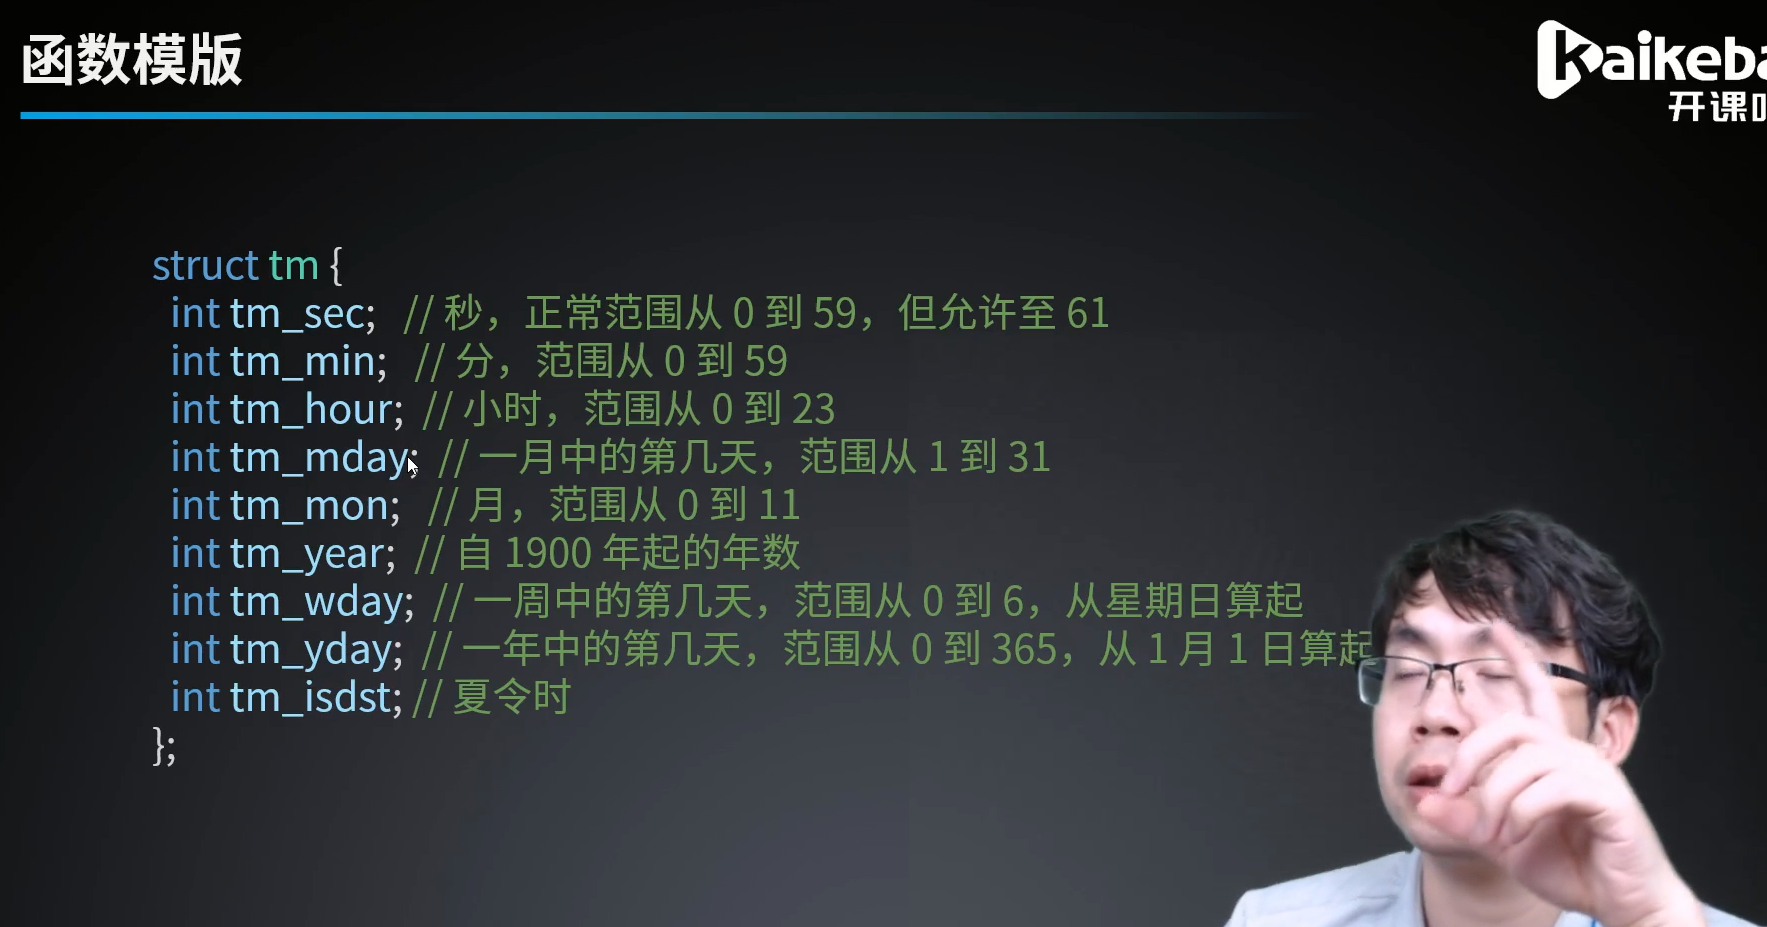 函数模版
Kaikeba
开课吧
struct tm {
int tm_sec; // 秒，正常范围从 0 到 59，但允许至 61
int tm_min; // 分，范围从 0 到 59
int tm_hour; // 小时，范围从 0 到 23
int tm_mday; // 一月中的第几天，范围从 1 到 31
int tm_mon; // 月，范围从 0 到 11
int tm_year; // 自 1900 年起的年数
int tm_wday; // 一周中的第几天，范围从 0 到 6，从星期日算起
int tm_yday; // 一年中的第几天，范围从 0 到 365，从 1 月 1 日算起
int tm_isdst; // 夏令时
};